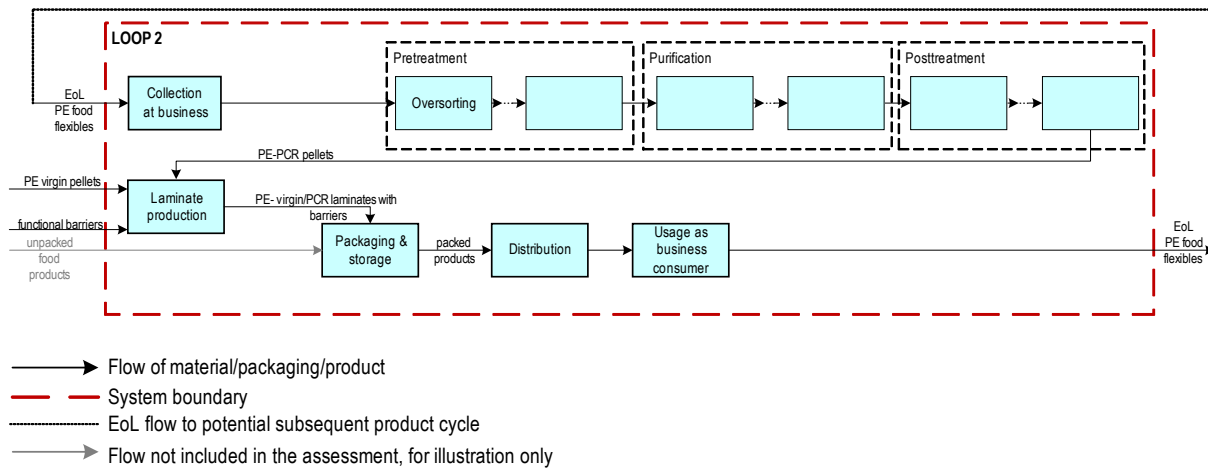 LOOP 2
Pretreatment
Purification
Posttreatment
EoL
PE food
flexibles
Collection
at business
Oversorting
PE-PCR pellets
PE virgin pellets
Laminate
production
PE- virgin/PCR laminates with
barriers
functional barriers
unpacked
food
products
Packaging &
storage
packed
products
Distribution
Usage as
business
consumer
EoL
PE food
flexibles
Flow of material/packaging/product
System boundary
EoL flow to potential subsequent product cycle
Flow not included in the assessment, for illustration only